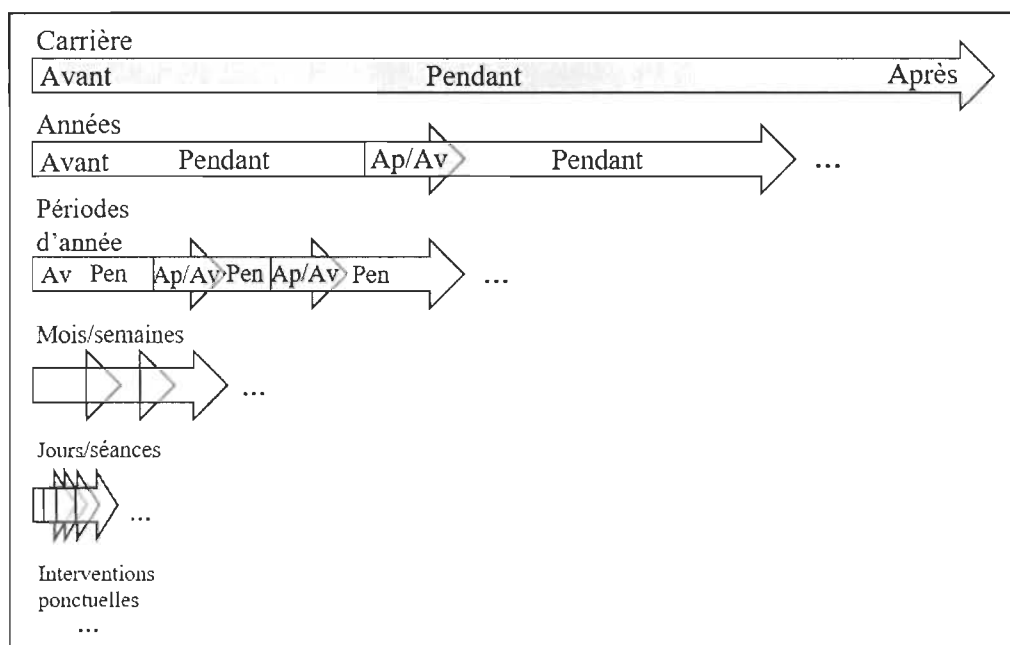 Carrière
Avant Pendant Après
Années
Avant Pendant Ap/Av Pendant ...
Périodes
d'année
Av Pen Ap/Av Pen Ap/Av Pen ...
Mois/semaines
...
Jours/séances
...
Interventions
ponctuelles
...